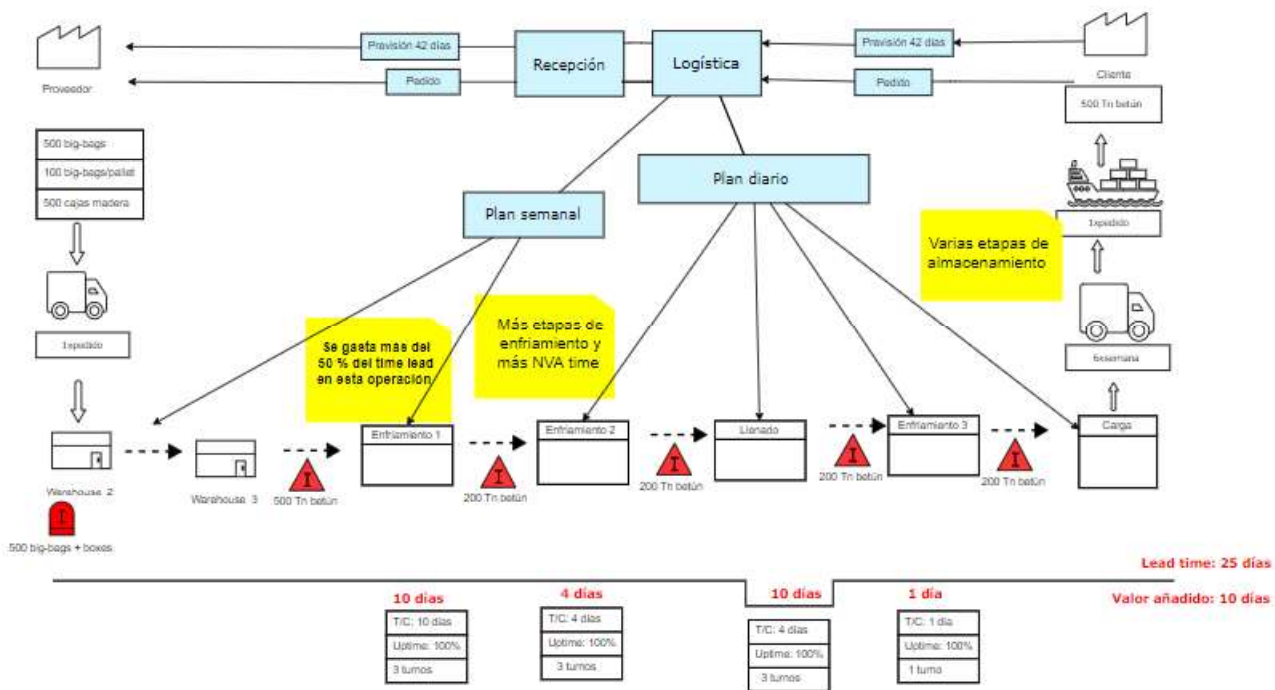 Previsión 42 días
Recepción
Logística
Previsión 42 días
Proveedor
Pedido
Pedido
Cliente
500 Tn betún
500 big-bags
100 big-bags/pallet
500 cajas madera
Plan diario
Plan semanal
1xpedido
Varias etapas de
almacenamiento
1xpedido
6xsemana
Se gasta más del
50 % del time lead
en esta operación
Más etapas de
enfriamiento y
más NVA time
Enfriamiento 1
Enfriamiento 2
Llenado
Enfriamiento 3
Carga
I
I
I
I
I
Warehouse 2
Warehouse 3
500 Tn betún
200 Tn betún
200 Tn betún
200 Tn betún
200 Tn betún
I
500 big-bags + boxes
Lead time: 25 días
10 días
4 días
10 días
1 día
Valor añadido: 10 días
T/C: 10 días
Uptime: 100%
3 turnos
T/C: 4 días
Uptime: 100%
3 turnos
T/C: 4 días
Uptime: 100%
3 turnos
T/C: 1 día
Uptime: 100%
1 turno